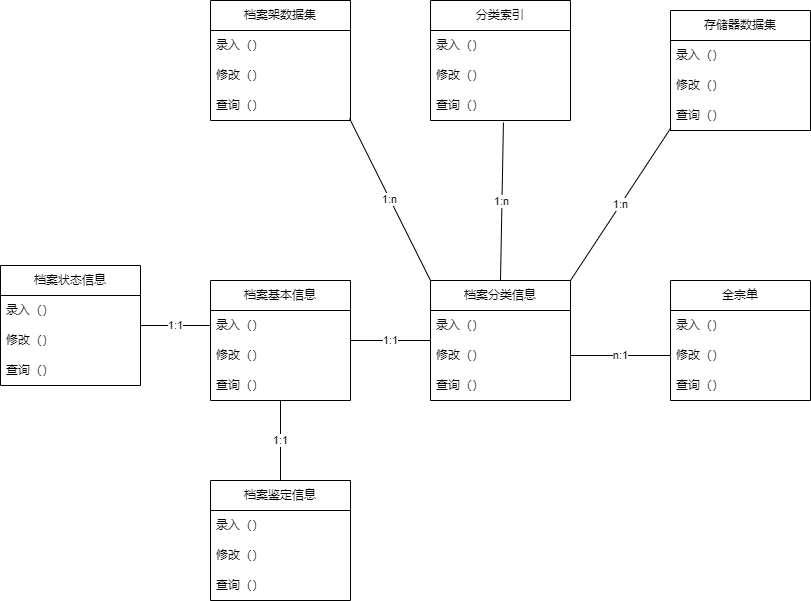 档案架数据集
录入（）
修改（）
查询（）
分类索引
录入（）
修改（）
查询（）
存储器数据集
录入（）
修改（）
查询（）
1:n
1:n
1:n
档案状态信息
录入（）
修改（）
查询（）
1:1
档案基本信息
录入（）
修改（）
查询（）
1:1
档案分类信息
录入（）
修改（）
查询（）
n:1
全宗单
录入（）
修改（）
查询（）
1:1
档案鉴定信息
录入（）
修改（）
查询（）